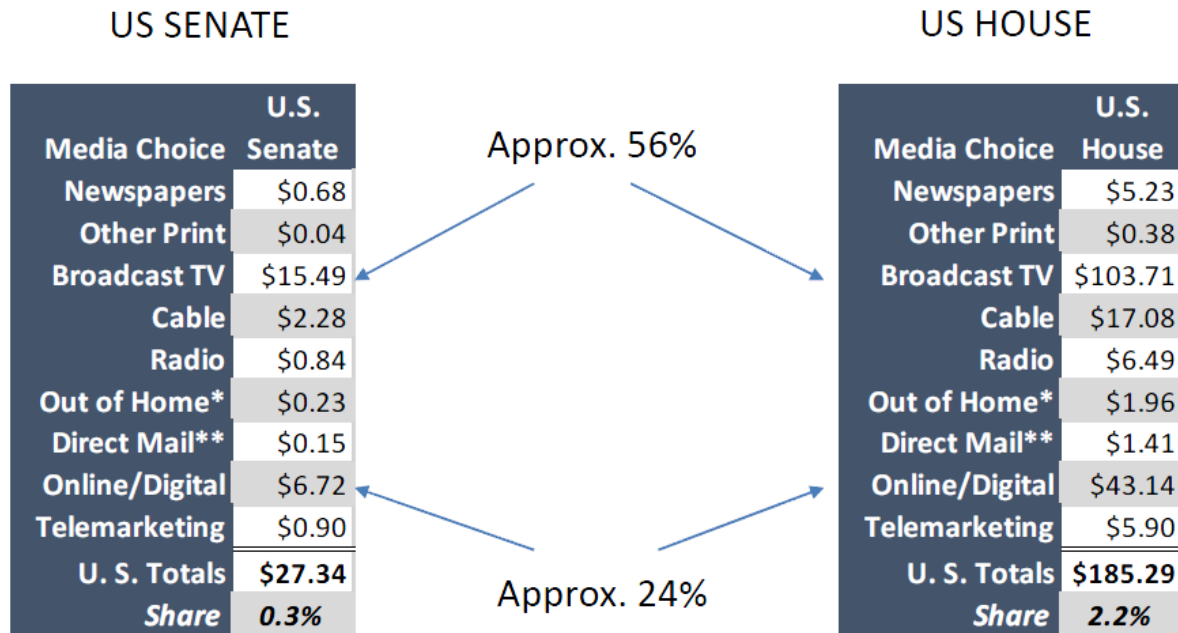 US SENATE
US HOUSE
U.S.
Media Choice Senate
Newspapers $0.68
Other Print $0.04
Broadcast TV $15.49
Cable $2.28
Radio $0.84
Out of Home* $0.23
Direct Mail** $0.15
Online/Digital $6.72
Telemarketing $0.90
U. S. Totals $27.34
Share 0.3%
Approx. 56%
Approx. 24%
U.S.
Media Choice House
Newspapers $5.23
Other Print $0.38
Broadcast TV $103.71
Cable $17.08
Radio $6.49
Out of Home* $1.96
Direct Mail** $1.41
Online/Digital $43.14
Telemarketing $5.90
U. S. Totals $185.29
Share 2.2%